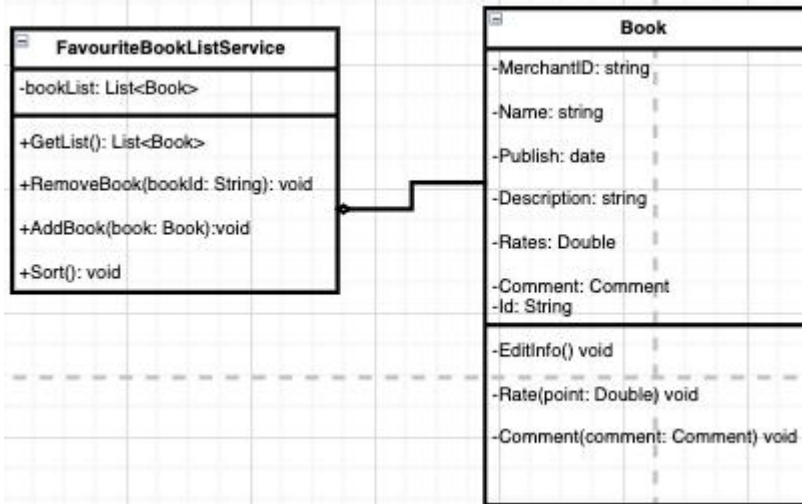 FavouriteBookListService
-bookList: List<Book>
+GetList(): List<Book>
+RemoveBook(bookId: String): void
+AddBook(book: Book):void
+Sort(): void
Book
-MerchantID: string
-Name: string
-Publish: date
-Description: string
-Rates: Double
-Comment: Comment
-Id: String
-EditInfo() void
-Rate(point: Double) void
-Comment(comment: Comment) void